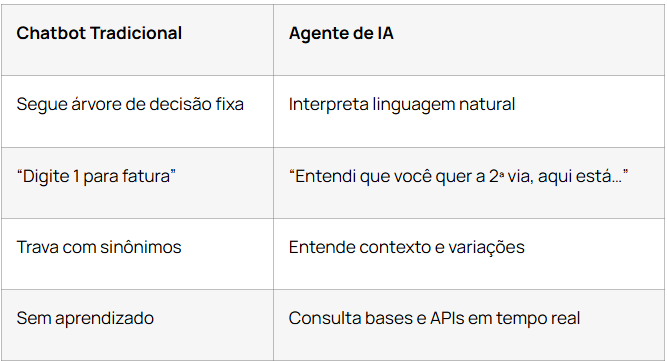 Chatbot Tradicional
Agente de IA
Segue árvore de decisão fixa
Interpreta linguagem natural
“Digite 1 para fatura”
“Entendi que você quer a 2ª via, aqui está…”
Trava com sinônimos
Entende contexto e variações
Sem aprendizado
Consulta bases e APIs em tempo real